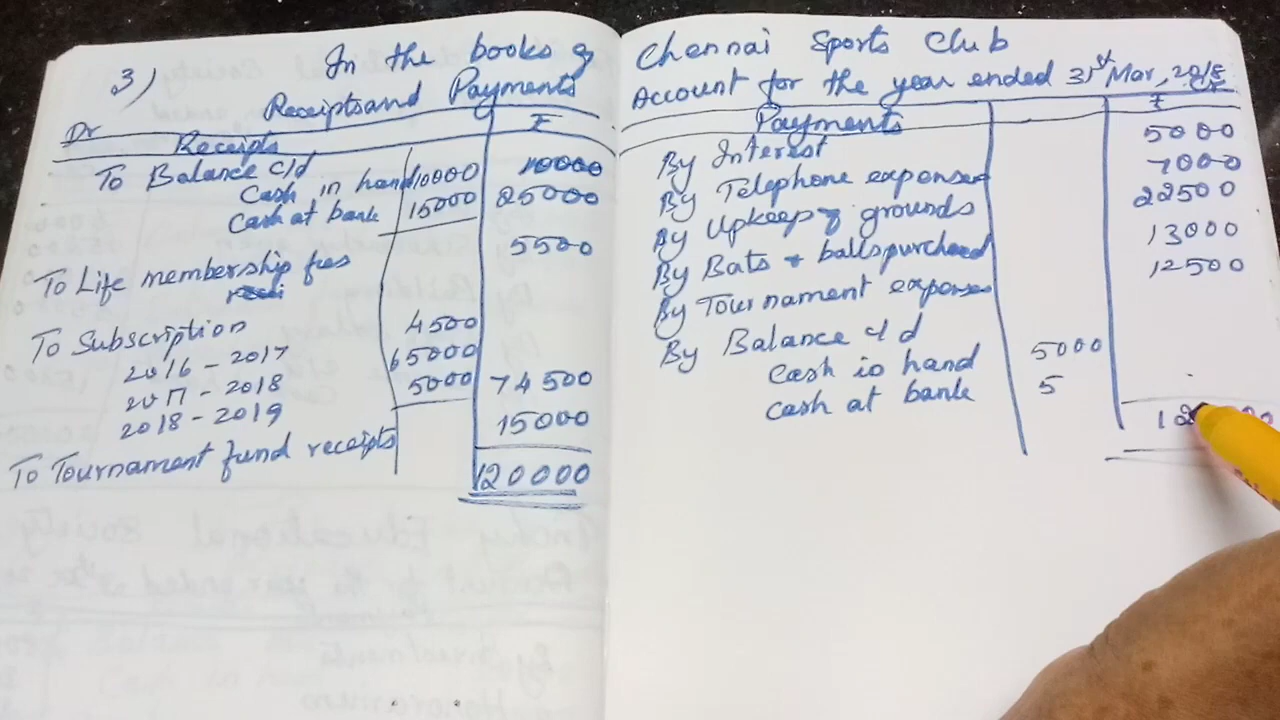 3) In the books of Chennai Sports Club
Receipts and Payments Account for the year ended 31st Mar, 2018
Dr Receipts ₹ Payments ₹
To Balance c/d 10000
Cash in hand 10000
Cash at bank 15000 25000
To Life membership fees 5500
To Subscription
2016 - 2017 4500
2017 - 2018 65000
2018 - 2019 5000 74500
To Tournament fund receipts 15000
120000
By Interest 5000
By Telephone expenses 7000
By Upkeep of grounds 22500
By Bats & balls purchased 13000
By Tournament expenses 12500
By Balance c/d
Cash in hand 5000
Cash at bank 5